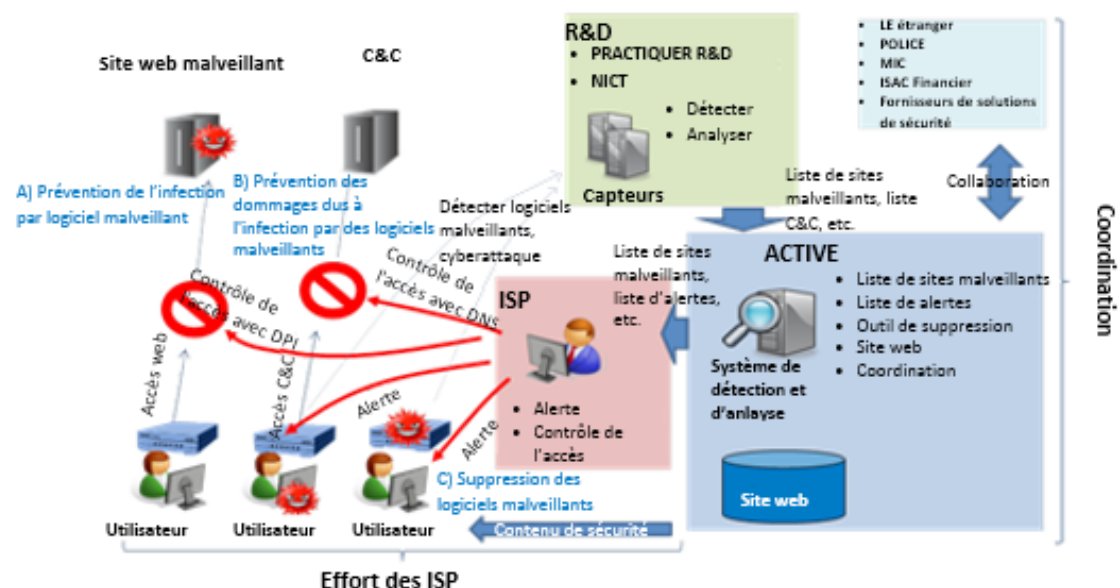 Site web malveillant
C&C
R&D
• PRACTIQUER R&D
• NICT
• Détecter
• Analyser
Capteurs
• LE étranger
• POLICE
• MIC
• ISAC Financier
• Fornisseurs de solutions
de sécurité
A) Prévention de l'infection
par logiciel malveillant
B) Prévention des
dommages dus à
l'infection par des logiciels
malveillants
Détecter logiciels
malveillants,
cyberattaque
Liste de sites
malveillants, liste
C&C, etc.
Collaboration
Coordination
Contrôle de
l'accès avec DPI
Contrôle de
l'accès avec DNS
ISP
• Alerte
• Contrôle de
l'accès
Liste de sites
malveillants,
liste d'alertes,
etc.
ACTIVE
• Liste de sites malveillants
• Liste de alertes
• Outil de suppression
• Site web
• Coordination
Système de
détection et
d'anlayse
Site web
Accès web
Accès C&C
Alerte
Alerte
C) Suppression des
logiciels malveillants
Utilisateur
Utilisateur
Utilisateur
Contenu de sécurité
Effort des ISP